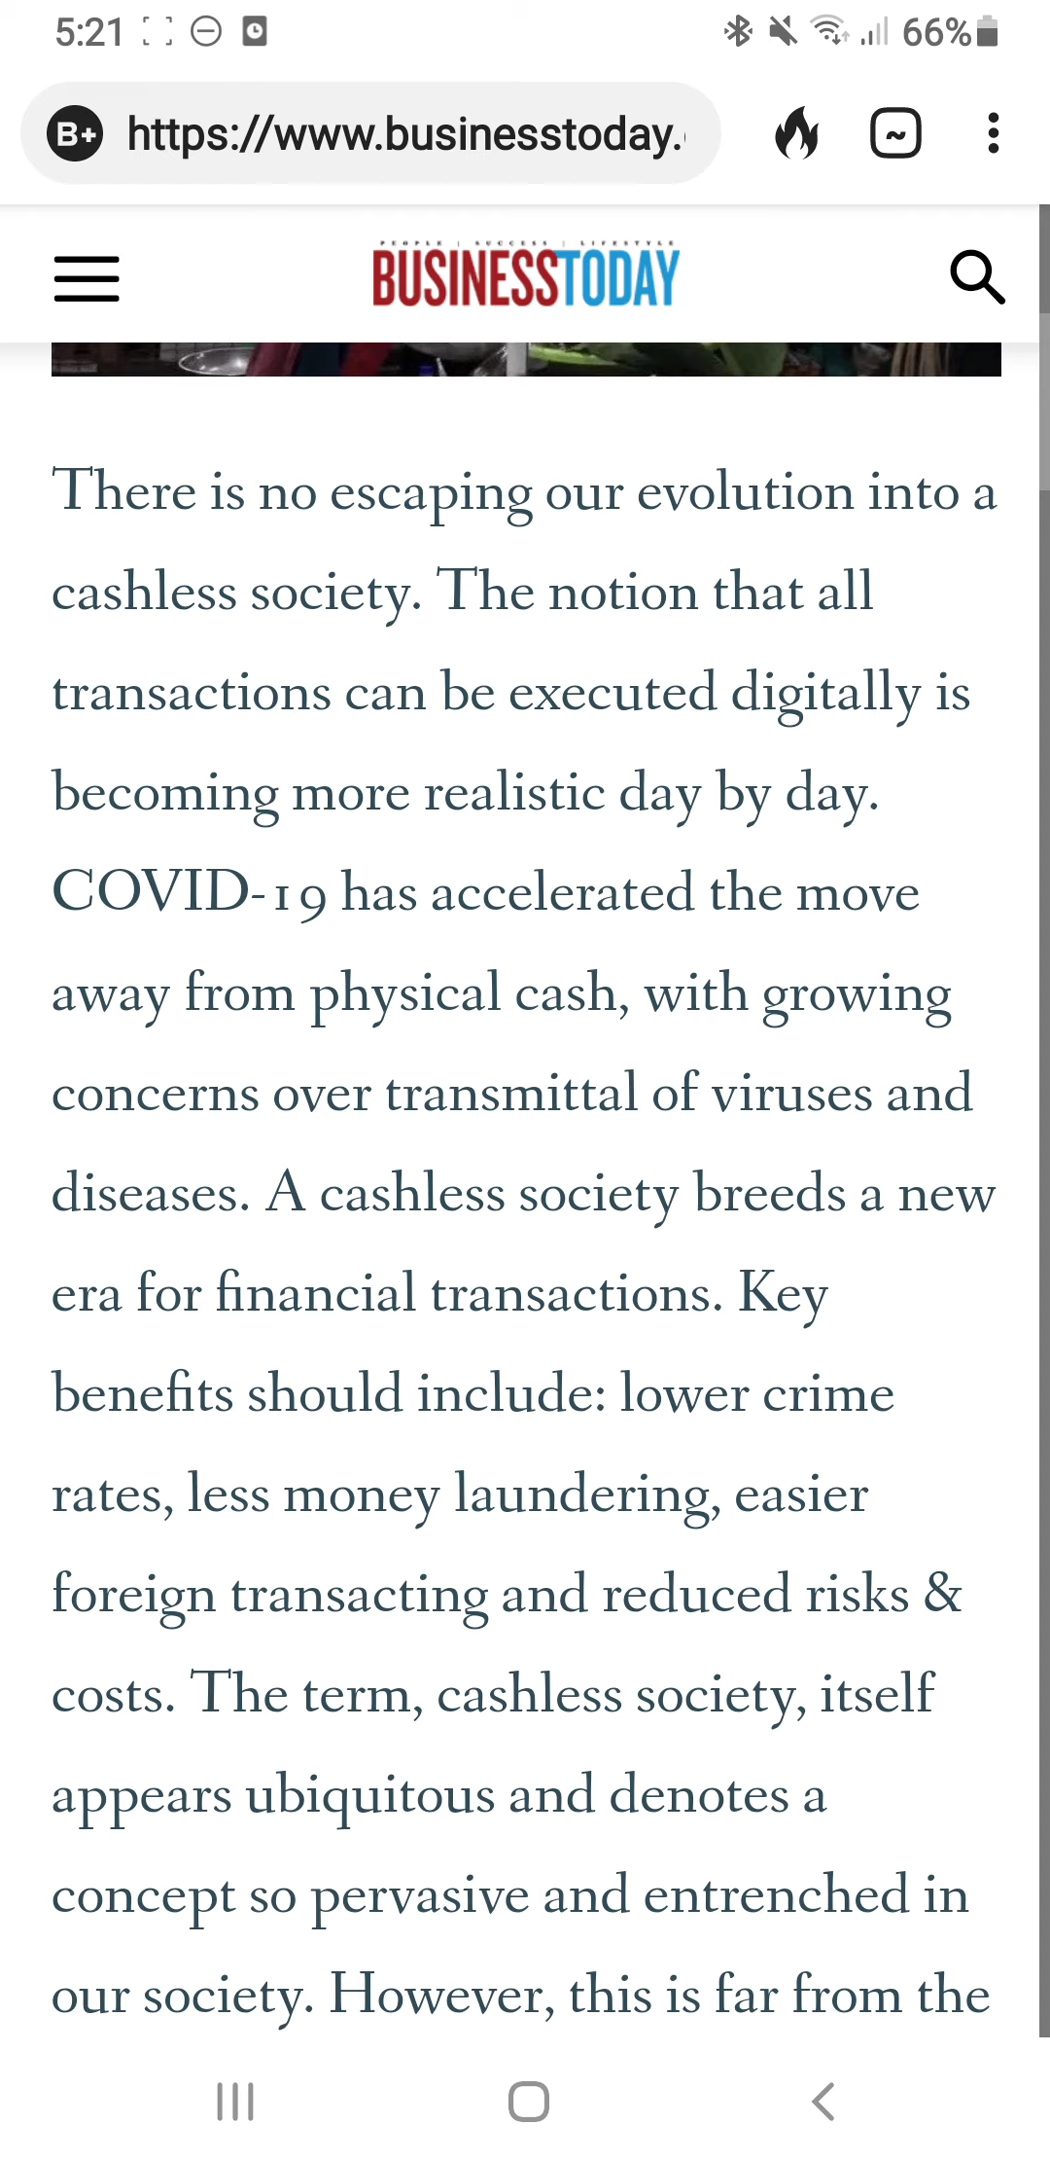 5:21
66%
B+ https://www.businesstoday.
PEOPLE | SUCCESS | LIFESTYLE
BUSINESSTODAY
There is no escaping our evolution into a
cashless society. The notion that all
transactions can be executed digitally is
becoming more realistic day by day.
COVID-19 has accelerated the move
away from physical cash, with growing
concerns over transmittal of viruses and
diseases. A cashless society breeds a new
era for financial transactions. Key
benefits should include: lower crime
rates, less money laundering, easier
foreign transacting and reduced risks &
costs. The term, cashless society, itself
appears ubiquitous and denotes a
concept so pervasive and entrenched in
our society. However, this is far from the